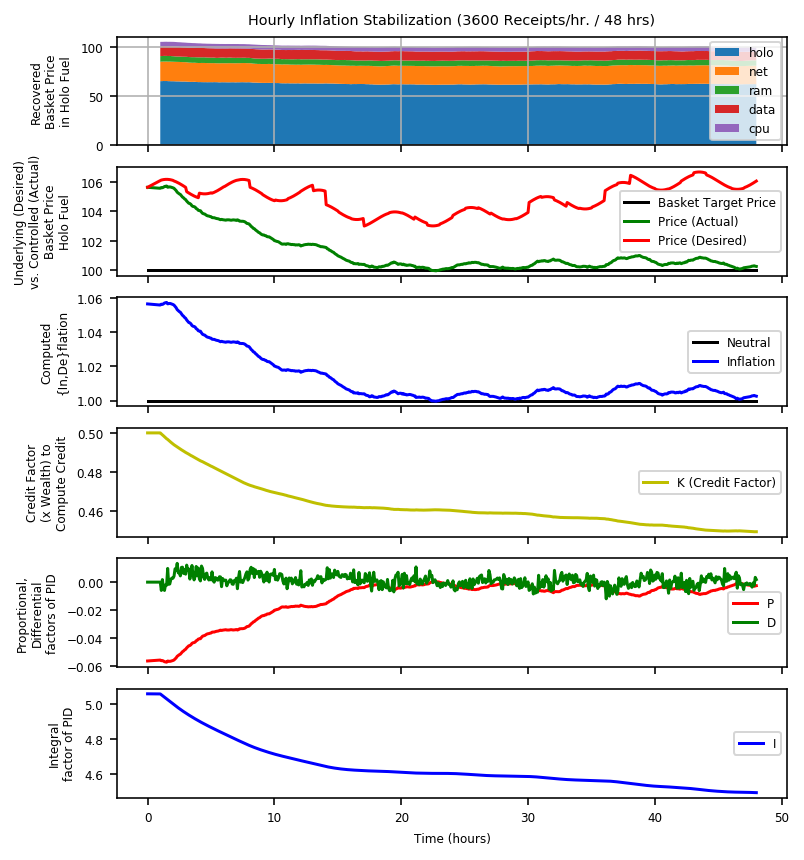 Hourly Inflation Stabilization (3600 Receipts/hr. / 48 hrs)
Recovered
Basket Price
in Holo Fuel
100
50
0
holo
net
ram
data
cpu
Underlying (Desired)
vs. Controlled (Actual)
Basket Price
Holo Fuel
106
104
102
100
Basket Target Price
Price (Actual)
Price (Desired)
Computed
{In,De}flation
1.06
1.04
1.02
1.00
Neutral
Inflation
Credit Factor
(x Wealth) to
Compute Credit
0.50
0.48
0.46
K (Credit Factor)
Proportional,
Differential
factors of PID
0.00
−0.02
−0.04
−0.06
P
D
Integral
factor of PID
5.0
4.8
4.6
I
0 10 20 30 40 50
Time (hours)